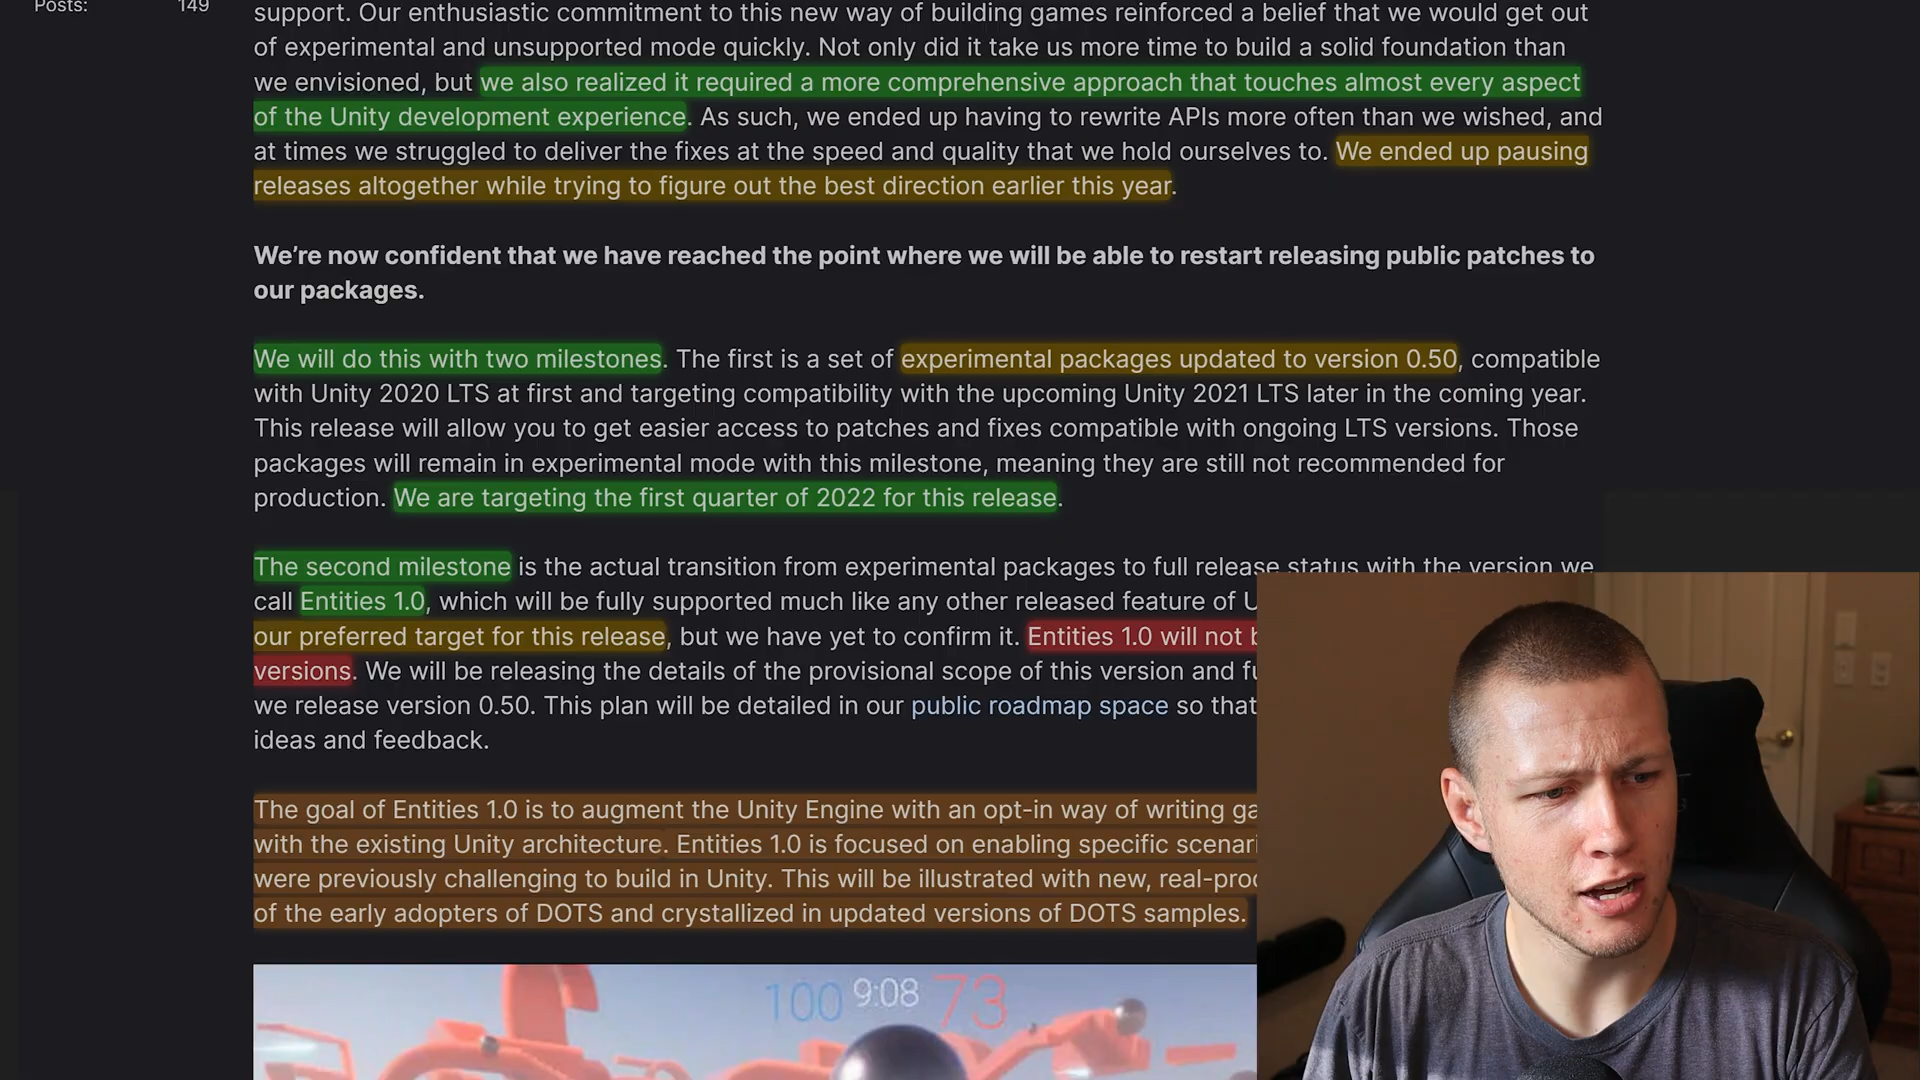 Posts: 149
support. Our enthusiastic commitment to this new way of building games reinforced a belief that we would get out
of experimental and unsupported mode quickly. Not only did it take us more time to build a solid foundation than
we envisioned, but we also realized it required a more comprehensive approach that touches almost every aspect
of the Unity development experience. As such, we ended up having to rewrite APIs more often than we wished, and
at times we struggled to deliver the fixes at the speed and quality that we hold ourselves to. We ended up pausing
releases altogether while trying to figure out the best direction earlier this year.
We’re now confident that we have reached the point where we will be able to restart releasing public patches to
our packages.
We will do this with two milestones. The first is a set of experimental packages updated to version 0.50, compatible
with Unity 2020 LTS at first and targeting compatibility with the upcoming Unity 2021 LTS later in the coming year.
This release will allow you to get easier access to patches and fixes compatible with ongoing LTS versions. Those
packages will remain in experimental mode with this milestone, meaning they are still not recommended for
production. We are targeting the first quarter of 2022 for this release.
The second milestone is the actual transition from experimental packages to full release status with the version we
call Entities 1.0, which will be fully supported much like any other released feature of
our preferred target for this release, but we have yet to confirm it. Entities 1.0 will not
versions. We will be releasing the details of the provisional scope of this version and
we release version 0.50. This plan will be detailed in our public roadmap space so that
ideas and feedback.
The goal of Entities 1.0 is to augment the Unity Engine with an opt-in way of writing
with the existing Unity architecture. Entities 1.0 is focused on enabling specific
were previously challenging to build in Unity. This will be illustrated with new,
of the early adopters of DOTS and crystallized in updated versions of DOTS samples.
100 9:08 73